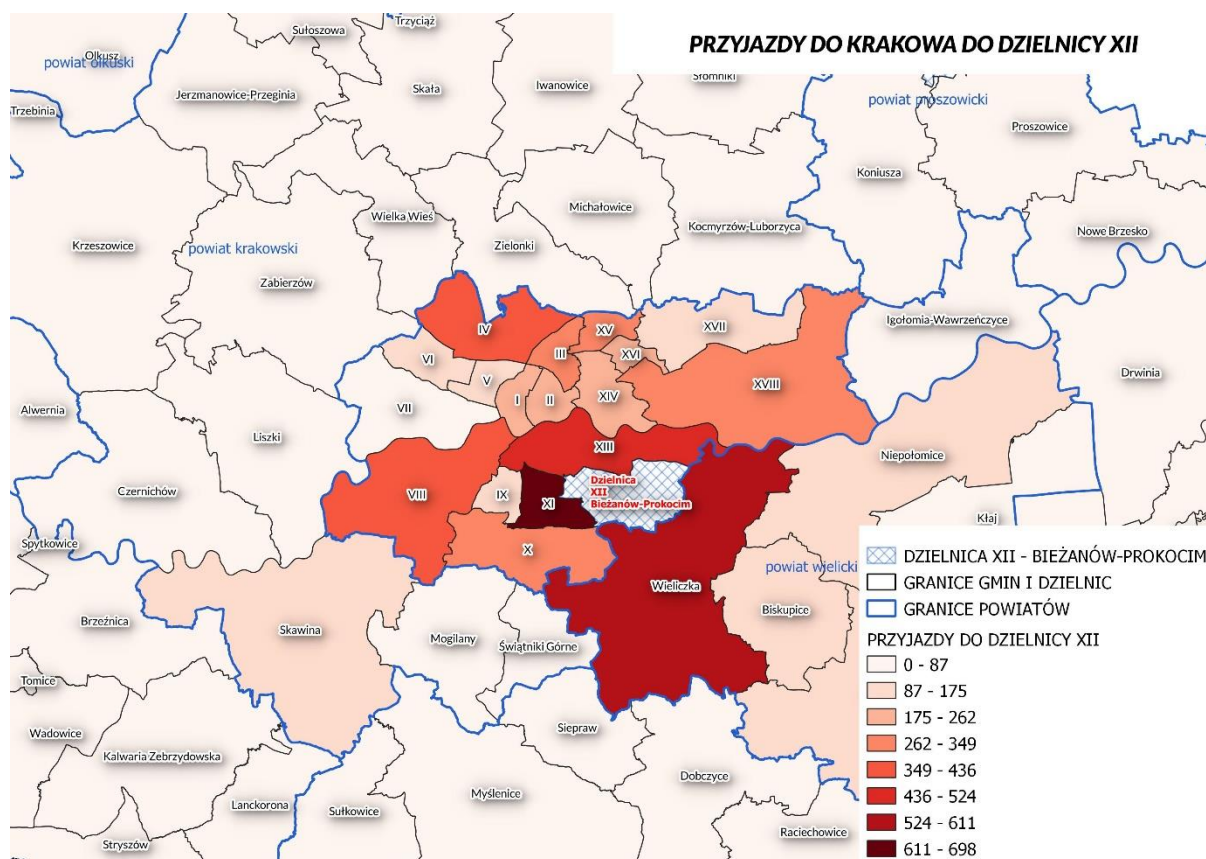 PRZYJAZDY DO KRAKOWA DO DZIELNICY XII
Sułoszowa
Trzyciąż
Olkusz
powiat olkuski
Jerzmanowice-Przeginia
Skała
Iwanowice
Słomniki
powiat proszowicki
Trzebinia
Proszowice
Koniusza
Michałowice
Wielka Wieś
Kocmyrzów-Luborzyca
Nowe Brzesko
Krzeszowice
powiat krakowski
Zielonki
Zabierzów
Igołomia-Wawrzeńczyce
IV
XV
XVII
III
XVI
VI
Drwinia
V
XVIII
I
II
XIV
VII
Alwernia
Liszki
XIII
Niepołomice
Dzielnica
XII
Bieżanów-Prokocim
Czernichów
VIII
IX
XI
Kłaj
Spytkowice
X
powiat wielicki
Wieliczka
Biskupice
Brzeźnica
Skawina
Mogilany
Świątniki Górne
Tomice
Wadowice
Kalwaria Zebrzydowska
Siepraw
Dobczyce
Lanckorona
Sułkowice
Myślenice
Raciechowice
Stryszów
DZIELNICA XII - BIEŻANÓW-PROKOCIM
GRANICE GMIN I DZIELNIC
GRANICE POWIATÓW
PRZYJAZDY DO DZIELNICY XII
0 - 87
87 - 175
175 - 262
262 - 349
349 - 436
436 - 524
524 - 611
611 - 698